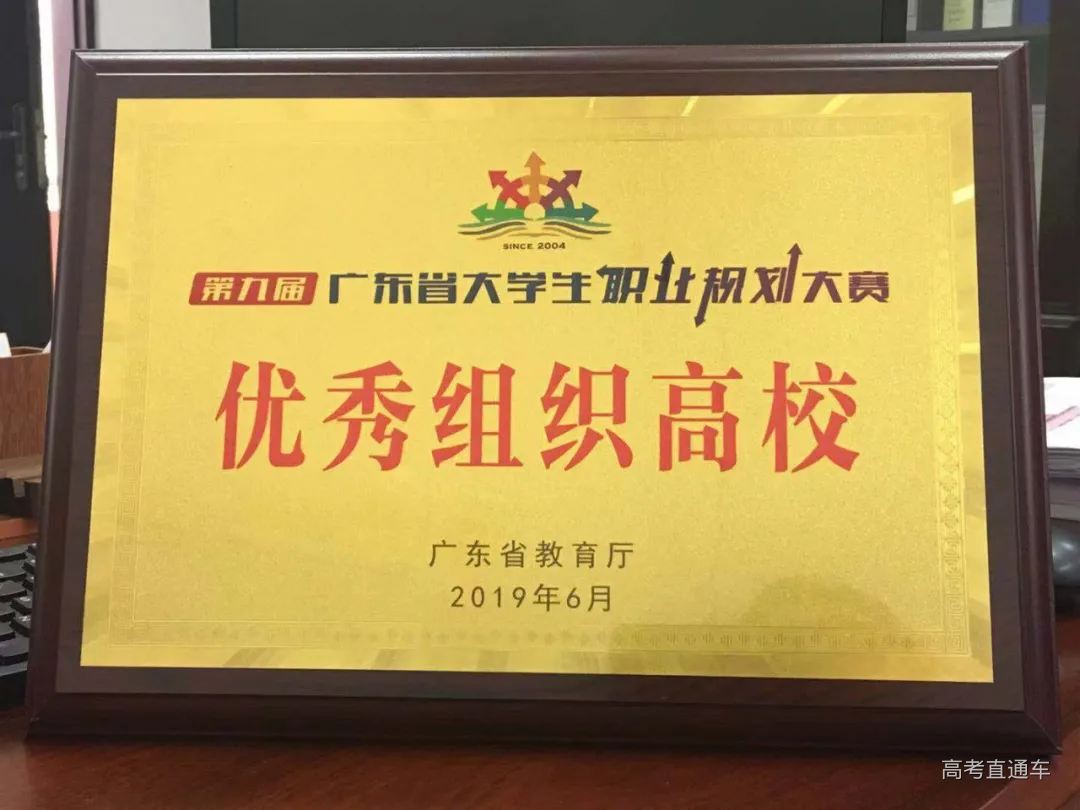 SINCE 2004
第九届 广东省大学生职业规划大赛
优秀组织高校
广东省教育厅
2019年6月
高考直通车